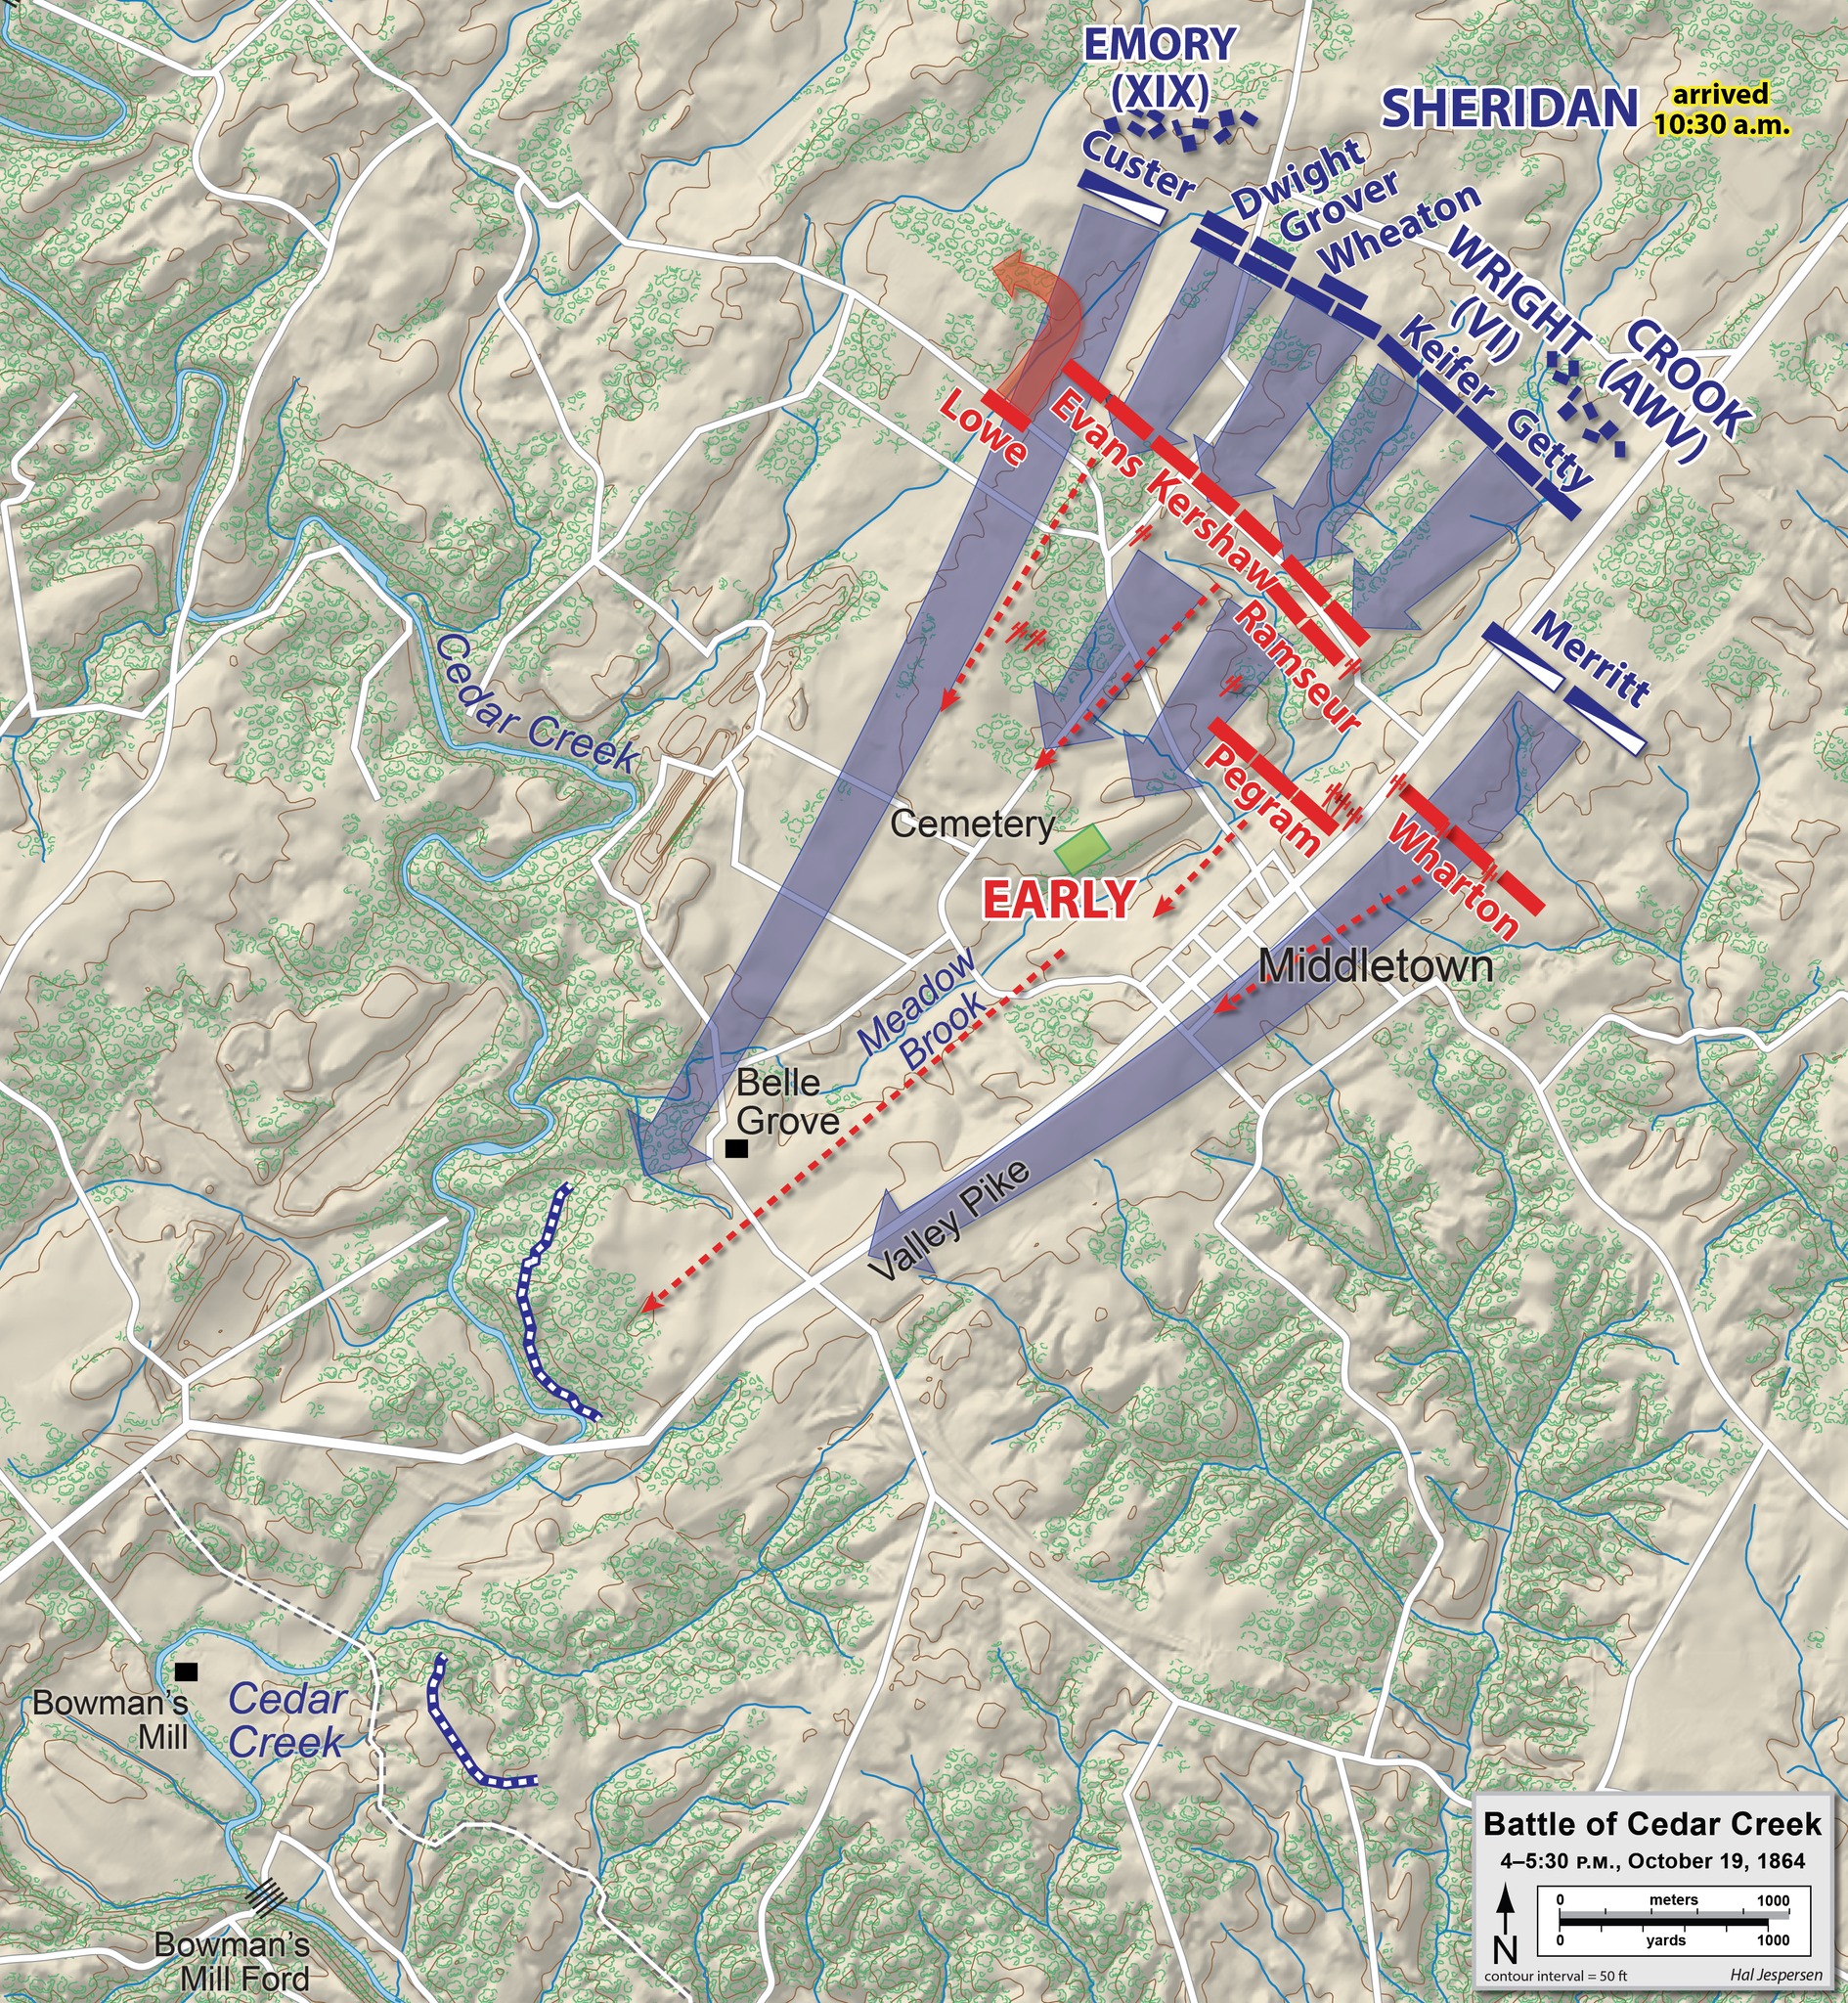 EMORY
(XIX)
SHERIDAN
arrived
10:30 a.m.
Custer
Dwight
Grover
Wheaton
WRIGHT
(VI)
CROOK
(AWV)
Keifer
Getty
Lowe
Evans
Kershaw
Ramseur
Merritt
Cedar Creek
Pegram
Wharton
Cemetery
EARLY
Middletown
Meadow
Brook
Belle
Grove
Valley Pike
Bowman's
Mill
Cedar
Creek
Bowman's
Mill Ford
Battle of Cedar Creek
4–5:30 P.M., October 19, 1864
0 meters 1000
0 yards 1000
N
contour interval = 50 ft
Hal Jespersen